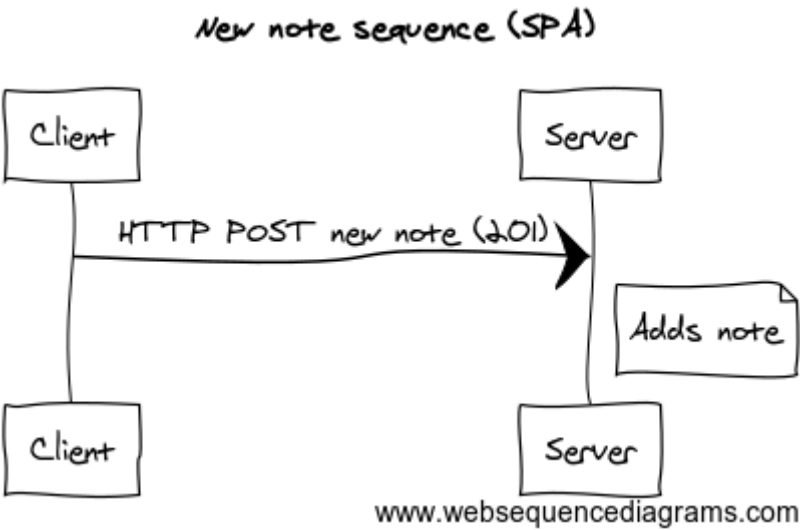 New note sequence (SPA)
Client
Server
HTTP POST new note (201)
Adds note
Client
Server
www.websequencediagrams.com